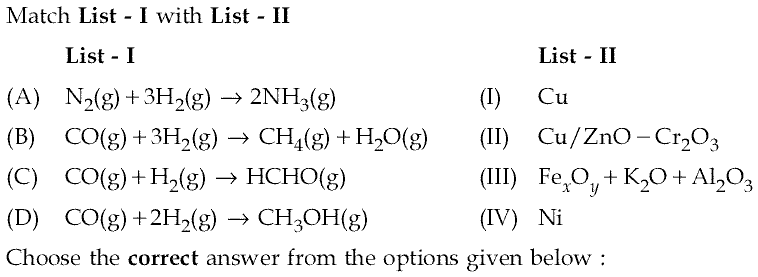 Match List - I with List - II
List - I List - II
(A) N₂(g) + 3H₂(g) → 2NH₃(g) (I) Cu
(B) CO(g) + 3H₂(g) → CH₄(g) + H₂O(g) (II) Cu/ZnO – Cr₂O₃
(C) CO(g) + H₂(g) → HCHO(g) (III) FeₓOᵧ + K₂O + Al₂O₃
(D) CO(g) + 2H₂(g) → CH₃OH(g) (IV) Ni
Choose the correct answer from the options given below :